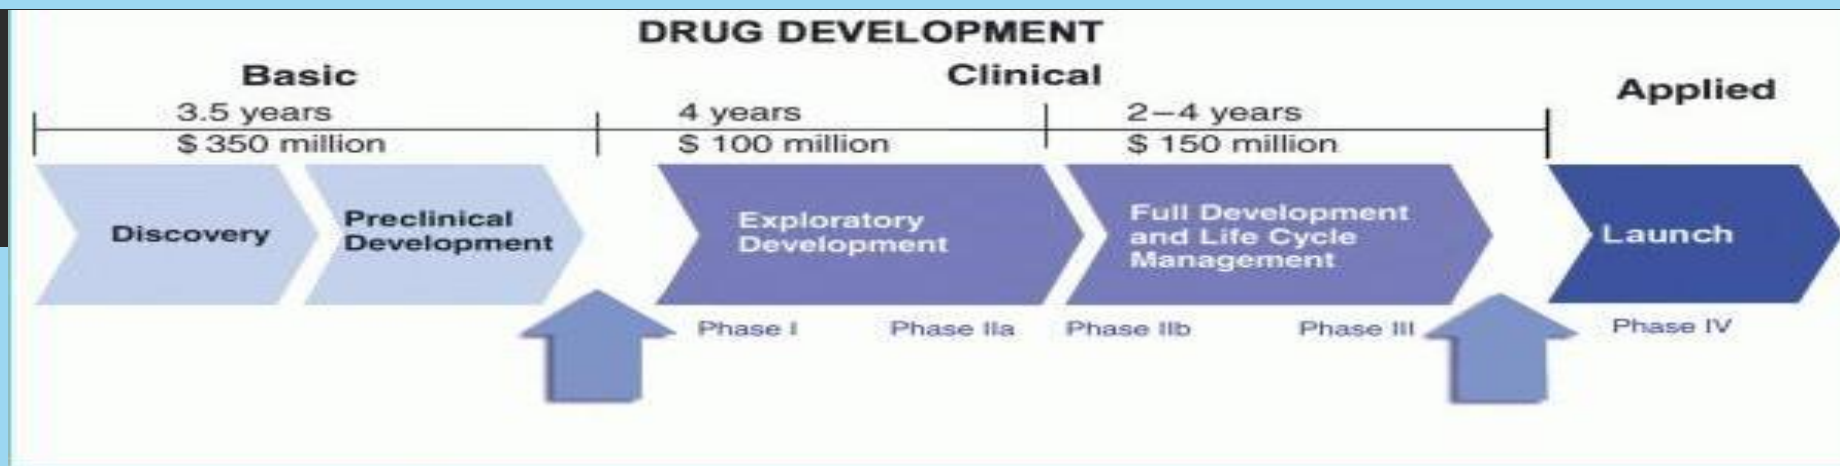 DRUG DEVELOPMENT
Basic
Clinical
Applied
3.5 years
$ 350 million
4 years
$ 100 million
2–4 years
$ 150 million
Discovery
Preclinical
Development
Exploratory
Development
Full Development
and Life Cycle
Management
Launch
Phase I
Phase IIa
Phase IIb
Phase III
Phase IV